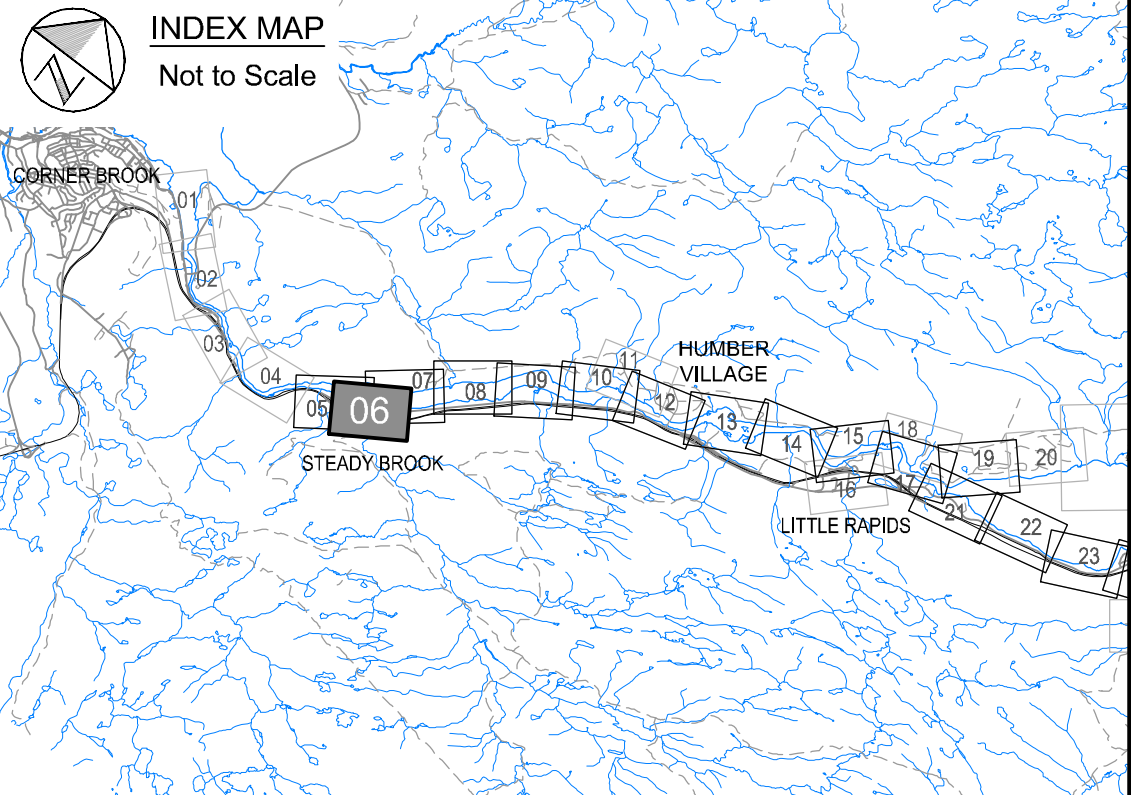 INDEX MAP
Not to Scale
N
CORNER BROOK
01
02
03
04
05
06
07
08
09
10
11
12
HUMBER
VILLAGE
13
14
15
16
17
18
19
20
21
22
23
STEADY BROOK
LITTLE RAPIDS